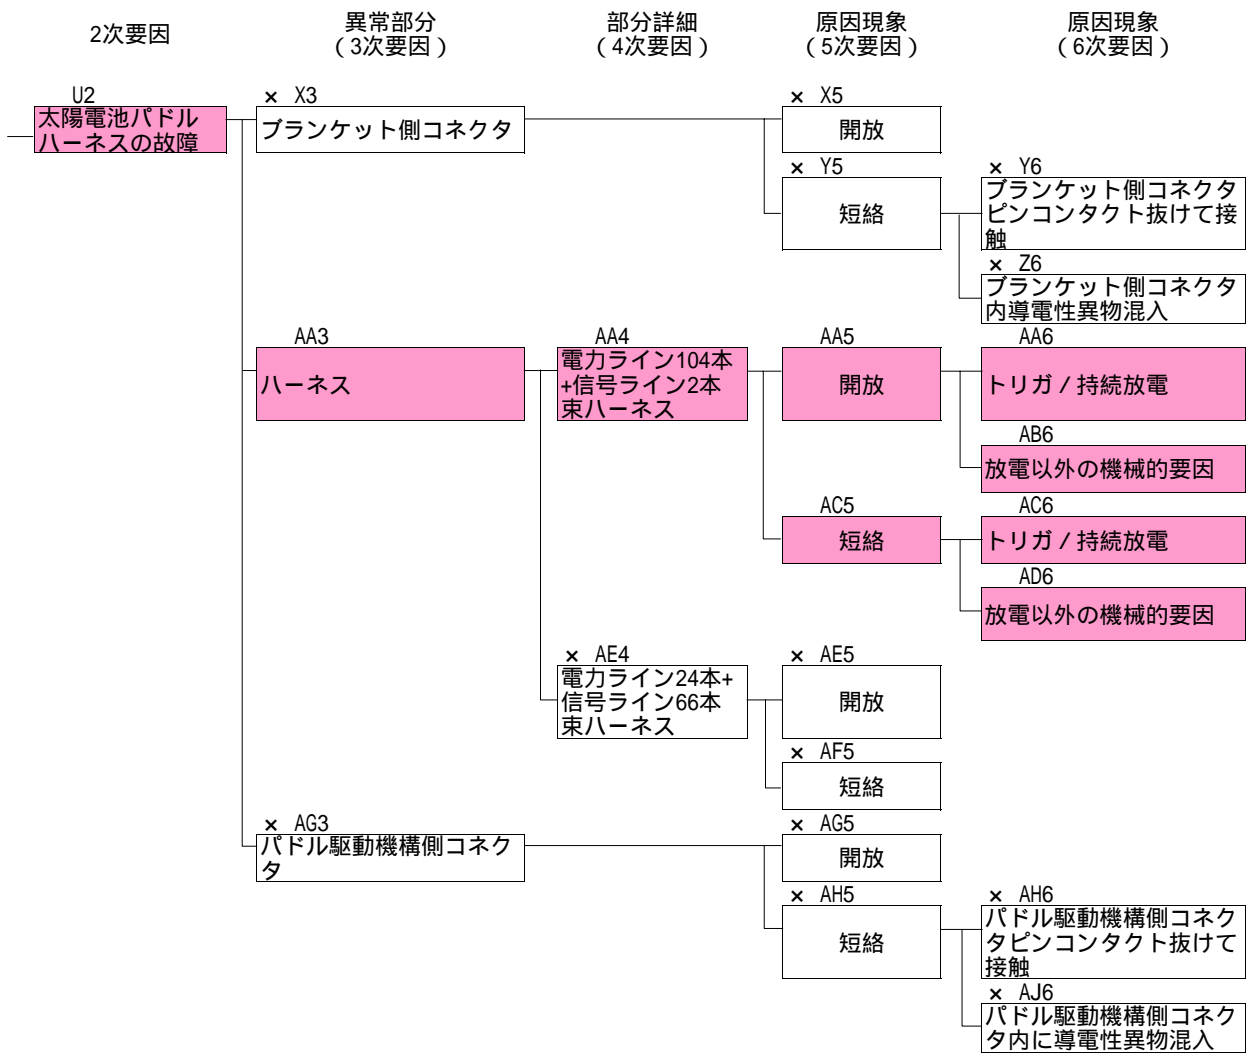 2次要因
異常部分
(3次要因)
部分詳細
(4次要因)
原因現象
(5次要因)
原因現象
(6次要因)
U2
太陽電池パドル
ハーネスの故障
× X3
ブランケット側コネクタ
× X5
開放
× Y5
短絡
× Y6
ブランケット側コネクタ
ピンコンタクト抜けて接
触
× Z6
ブランケット側コネクタ
内導電性異物混入
AA3
ハーネス
AA4
電力ライン104本
+信号ライン2本
束ハーネス
AA5
開放
AA6
トリガ/持続放電
AB6
放電以外の機械的要因
AC5
短絡
AC6
トリガ/持続放電
AD6
放電以外の機械的要因
× AE4
電力ライン24本+
信号ライン66本
束ハーネス
× AE5
開放
× AF5
短絡
× AG3
パドル駆動機構側コネク
タ
× AG5
開放
× AH5
短絡
× AH6
パドル駆動機構側コネク
タピンコンタクト抜けて
接触
× AJ6
パドル駆動機構側コネク
タ内に導電性異物混入